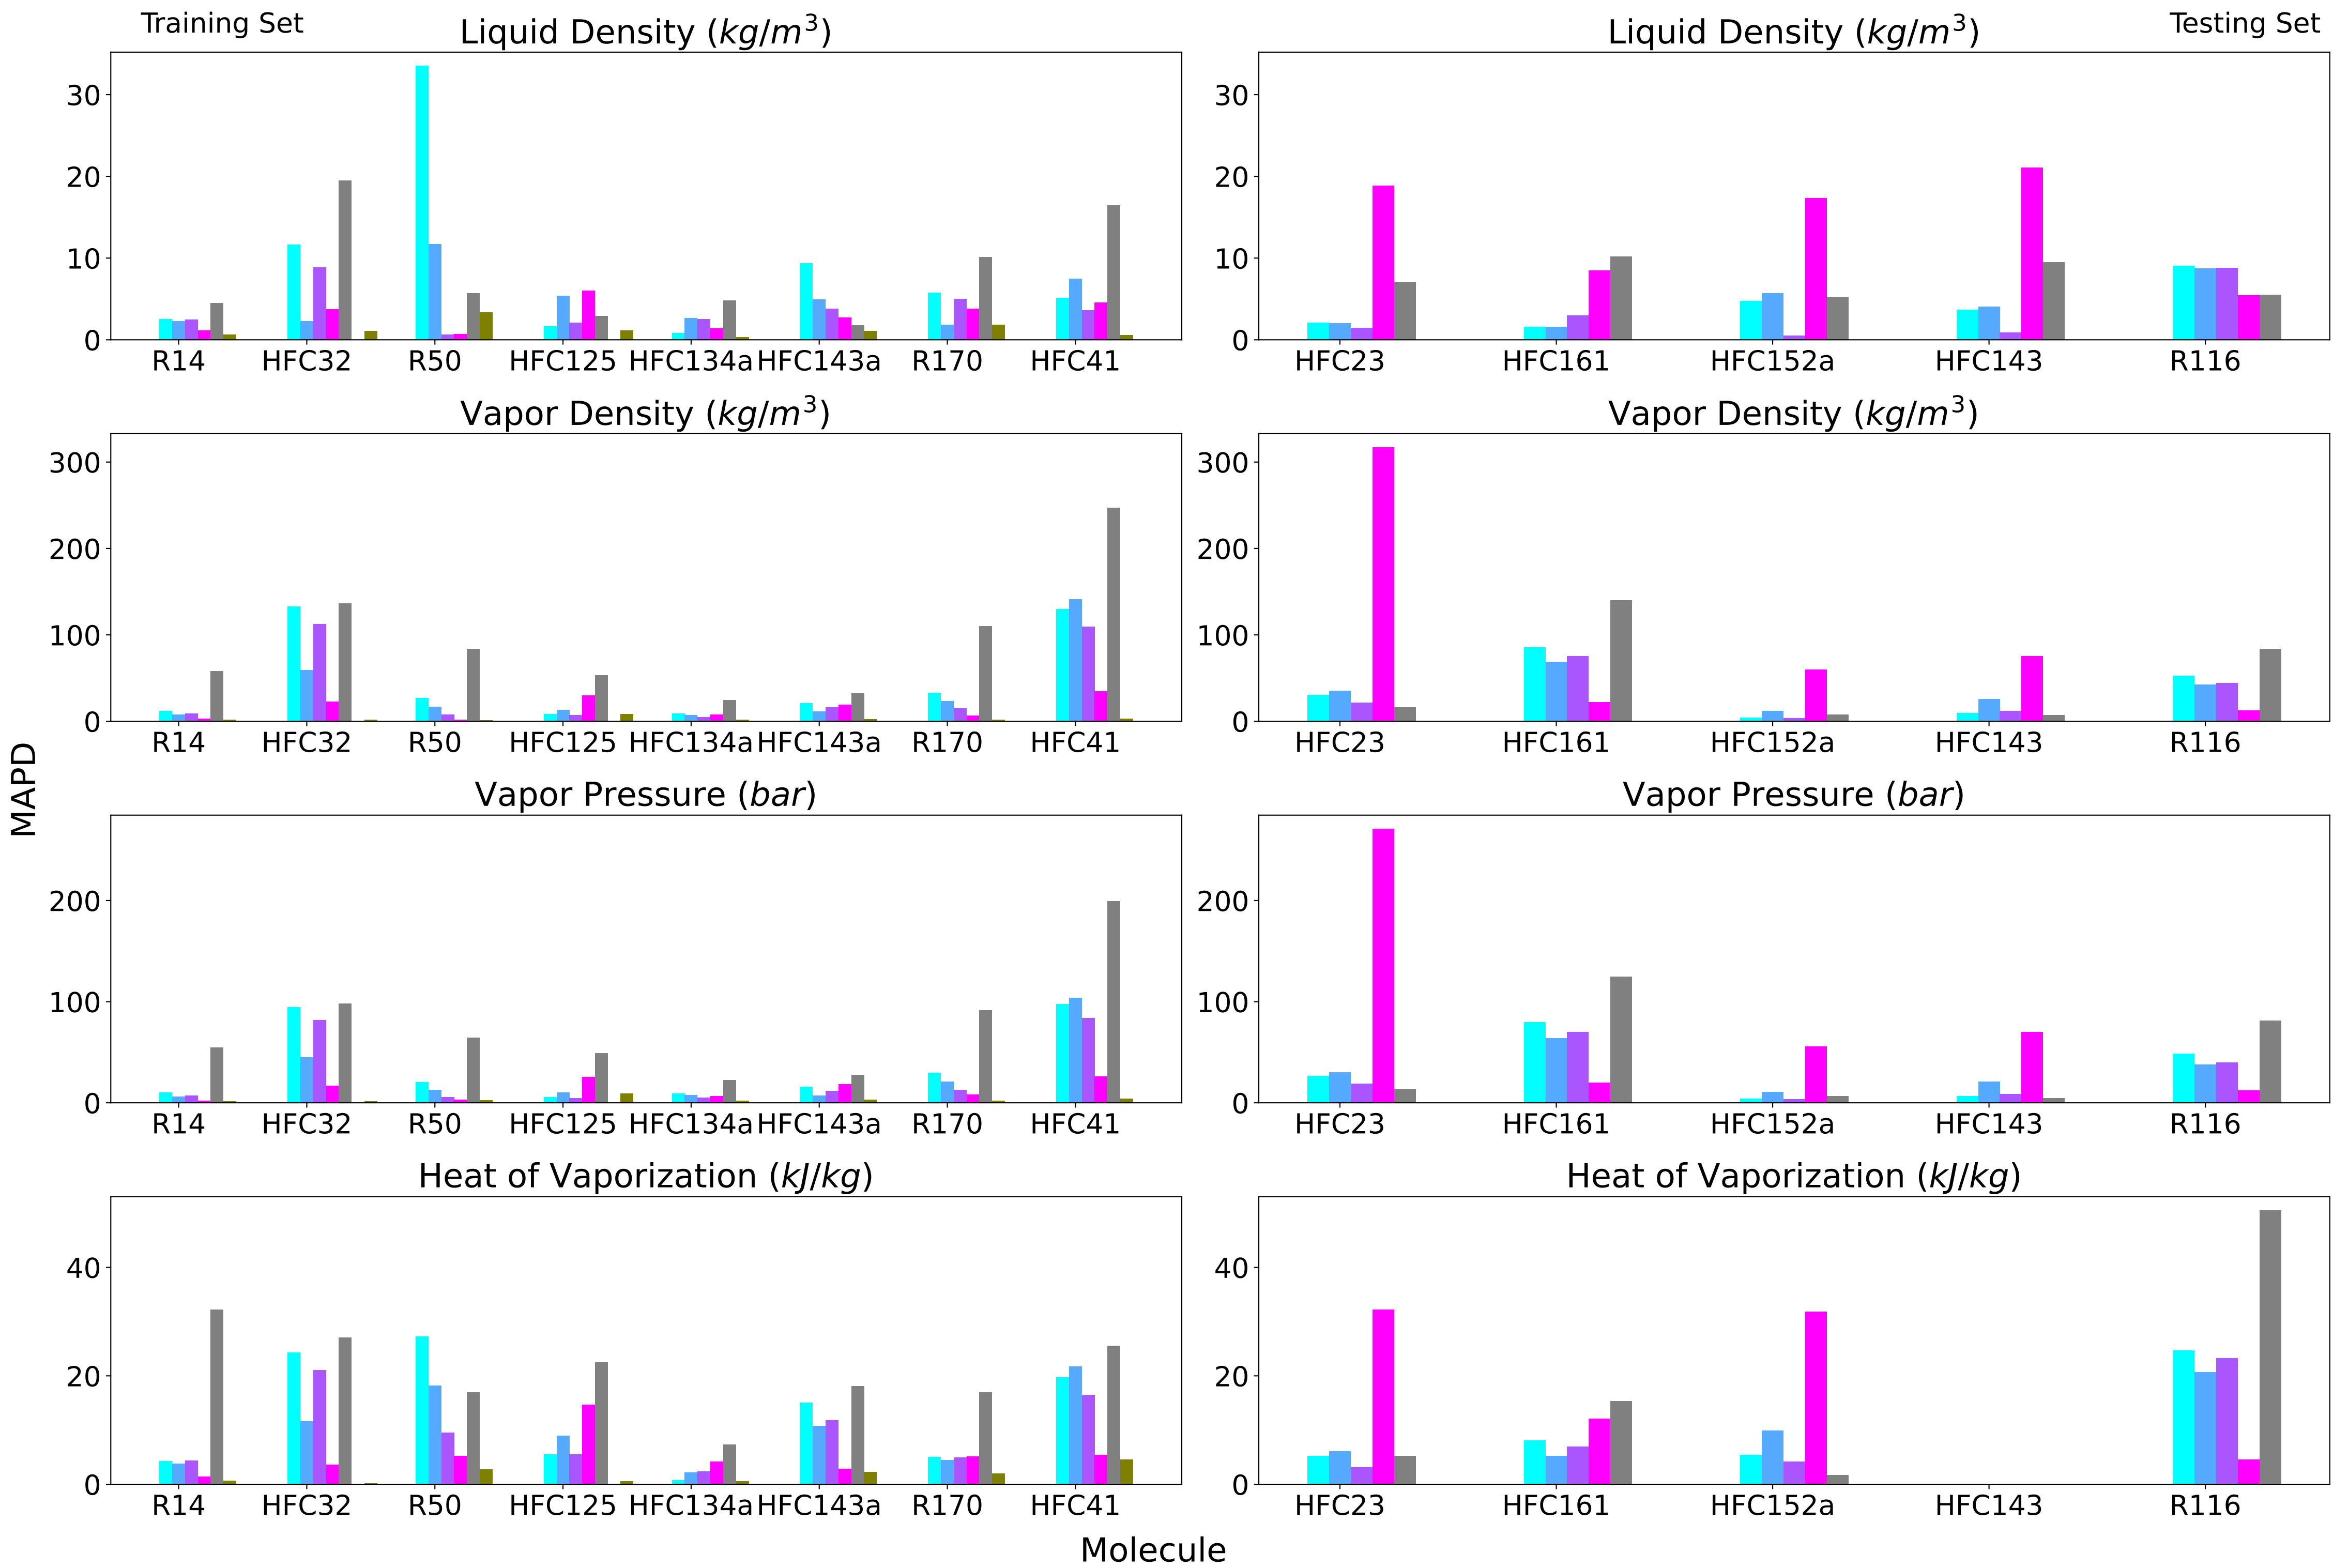 Training Set
Liquid Density (kg/m³)
30
20
10
0
R14 HFC32 R50 HFC125 HFC134a HFC143a R170 HFC41
Liquid Density (kg/m³)
Testing Set
30
20
10
0
HFC23 HFC161 HFC152a HFC143 R116
Vapor Density (kg/m³)
300
200
100
0
R14 HFC32 R50 HFC125 HFC134a HFC143a R170 HFC41
Vapor Density (kg/m³)
300
200
100
0
HFC23 HFC161 HFC152a HFC143 R116
MAPD
Vapor Pressure (bar)
200
100
0
R14 HFC32 R50 HFC125 HFC134a HFC143a R170 HFC41
Vapor Pressure (bar)
200
100
0
HFC23 HFC161 HFC152a HFC143 R116
Heat of Vaporization (kJ/kg)
40
20
0
R14 HFC32 R50 HFC125 HFC134a HFC143a R170 HFC41
Heat of Vaporization (kJ/kg)
40
20
0
HFC23 HFC161 HFC152a HFC143 R116
Molecule